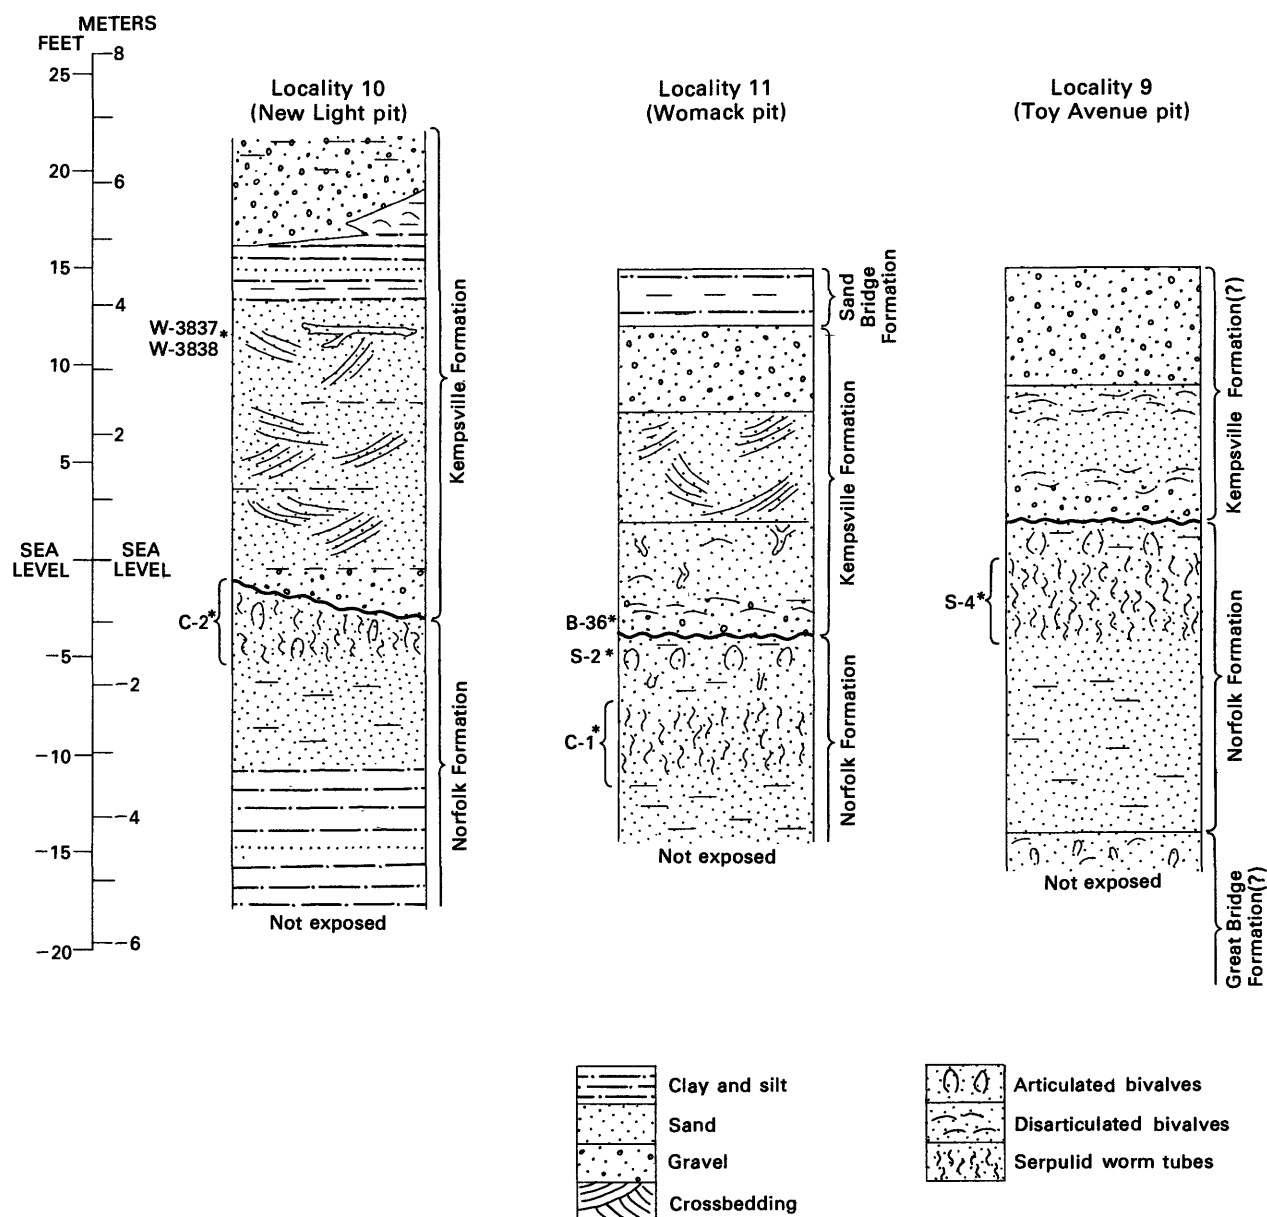 METERS
FEET
8
25
20
6
15
4
10
2
5
SEA
LEVEL
SEA
LEVEL
−5
−2
−10
−4
−15
−6
−20
Locality 10
(New Light pit)
W-3837*
W-3838
C-2*
Kempsville Formation
Norfolk Formation
Not exposed
Locality 11
(Womack pit)
Sand
Bridge
Formation
Kempsville Formation
B-36*
S-2*
C-1*
Norfolk Formation
Not exposed
Locality 9
(Toy Avenue pit)
Kempsville Formation(?)
S-4*
Norfolk Formation
Great Bridge
Formation(?)
Not exposed
Clay and silt
Sand
Gravel
Crossbedding
Articulated bivalves
Disarticulated bivalves
Serpulid worm tubes